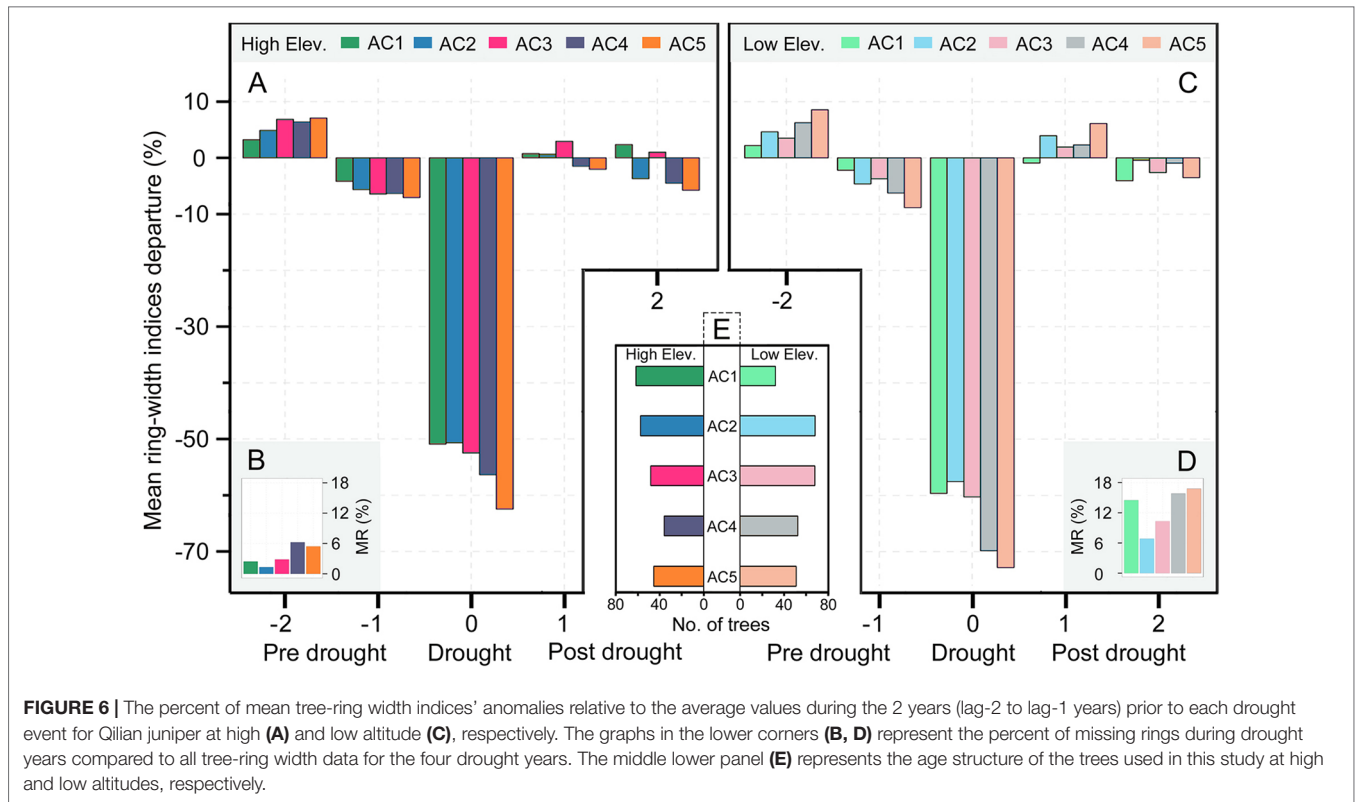 High Elev. AC1 AC2 AC3 AC4 AC5
Low Elev. AC1 AC2 AC3 AC4 AC5
A
C
Mean ring-width indices departure (%)
10
0
-10
-30
-50
-70
2
-2
E
High Elev.
Low Elev.
AC1
AC2
AC3
AC4
AC5
80 40 0 0 40 80
No. of trees
B
18
12
6
0
MR (%)
D
18
12
6
0
MR (%)
-2 -1 0 1
-1 0 1 2
Pre drought Drought Post drought
Pre drought Drought Post drought
FIGURE 6 | The percent of mean tree-ring width indices’ anomalies relative to the average values during the 2 years (lag-2 to lag-1 years) prior to each drought
event for Qilian juniper at high (A) and low altitude (C), respectively. The graphs in the lower corners (B, D) represent the percent of missing rings during drought
years compared to all tree-ring width data for the four drought years. The middle lower panel (E) represents the age structure of the trees used in this study at high
and low altitudes, respectively.